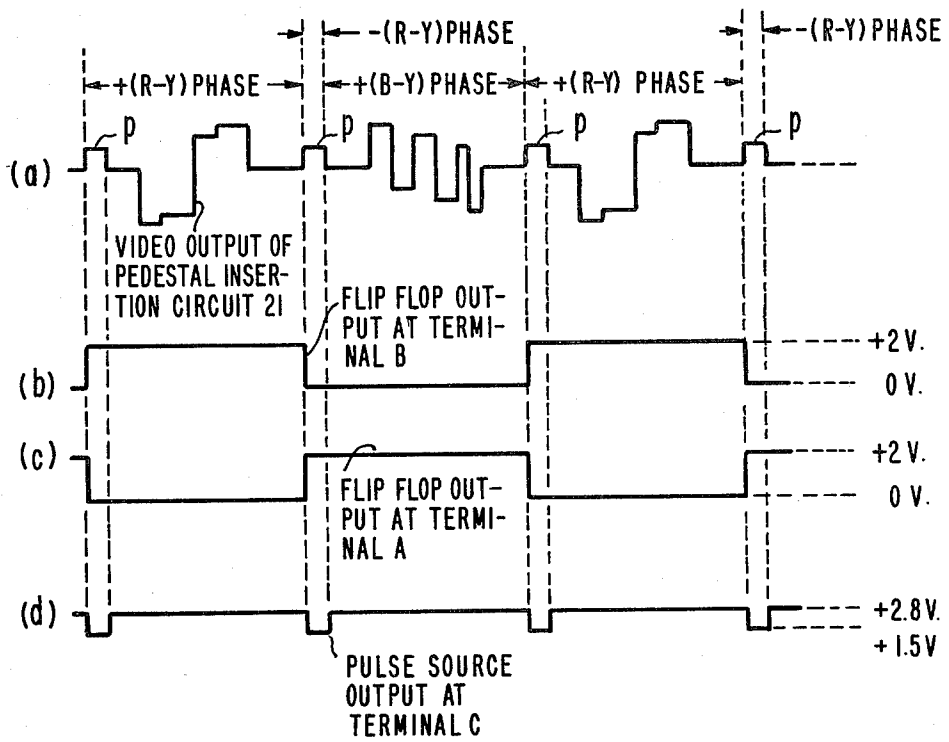 -(R-Y)PHASE
-(R-Y)PHASE
+(R-Y)PHASE
+(B-Y)PHASE
+(R-Y) PHASE
p
p
p
p
(a)
VIDEO OUTPUT OF
PEDESTAL INSER-
TION CIRCUIT 21
FLIP FLOP OUT-
PUT AT TERMI-
NAL B
+2 V.
(b)
0 V.
(c)
+2 V.
FLIP FLOP OUT-
PUT AT TERMI-
NAL A
0 V.
(d)
+2.8 V.
+1.5 V
PULSE SOURCE
OUTPUT AT
TERMINAL C